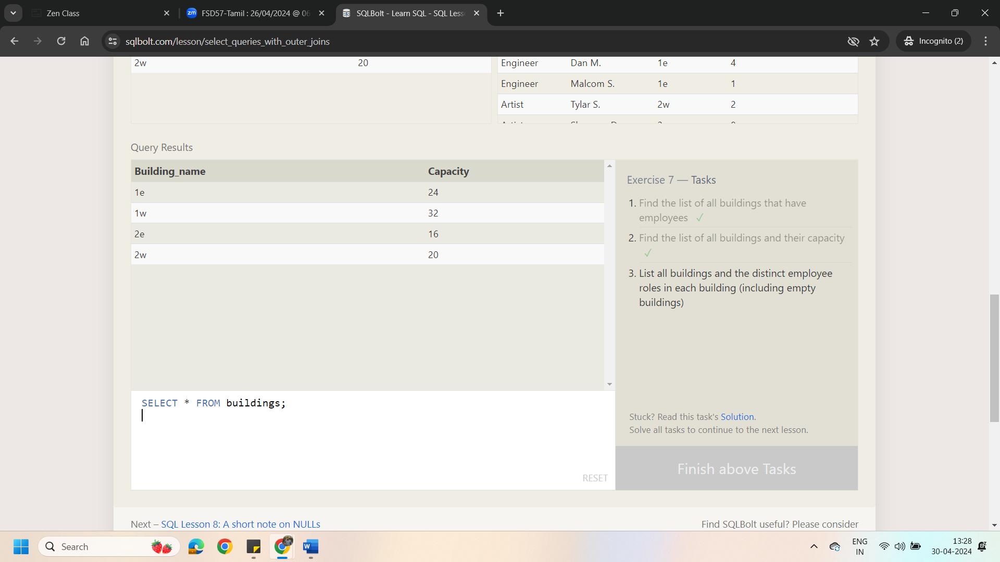 Zen Class
zm FSD57-Tamil : 26/04/2024 @ 06
SQLBolt - Learn SQL - SQL Less
sqlbolt.com/lesson/select_queries_with_outer_joins
Incognito (2)
2w 20
Engineer Dan M. 1e 4
Engineer Malcom S. 1e 1
Artist Tylar S. 2w 2
Query Results
Building_name Capacity
1e 24
1w 32
2e 16
2w 20
Exercise 7 — Tasks
1. Find the list of all buildings that have
employees ✓
2. Find the list of all buildings and their capacity
✓
3. List all buildings and the distinct employee
roles in each building (including empty
buildings)
SELECT * FROM buildings;
RESET
Stuck? Read this task's Solution.
Solve all tasks to continue to the next lesson.
Finish above Tasks
Next – SQL Lesson 8: A short note on NULLs
Find SQLBolt useful? Please consider
Search
W
ENG
IN
13:28
30-04-2024